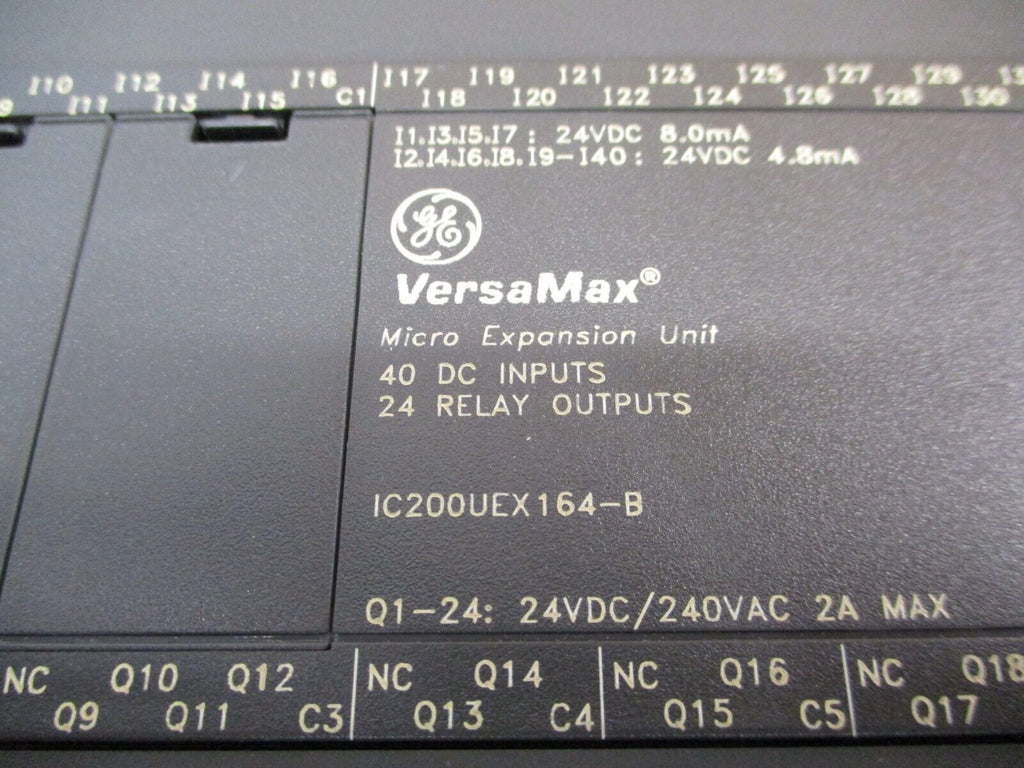 I10 I12 I14 I16 I17 I19 I21 I23 I25 I27 I29
I11 I13 I15 C1 I18 I20 I22 I24 I26 I28 I30
I1.I3.I5.I7 : 24VDC 8.0mA
I2.I4.I6.I8.I9-I40 : 24VDC 4.8mA
GE
VersaMax®
Micro Expansion Unit
40 DC INPUTS
24 RELAY OUTPUTS
IC200UEX164-B
Q1-24: 24VDC/240VAC 2A MAX
NC Q10 Q12 NC Q14 NC Q16 NC Q18
Q9 Q11 C3 Q13 C4 Q15 C5 Q17